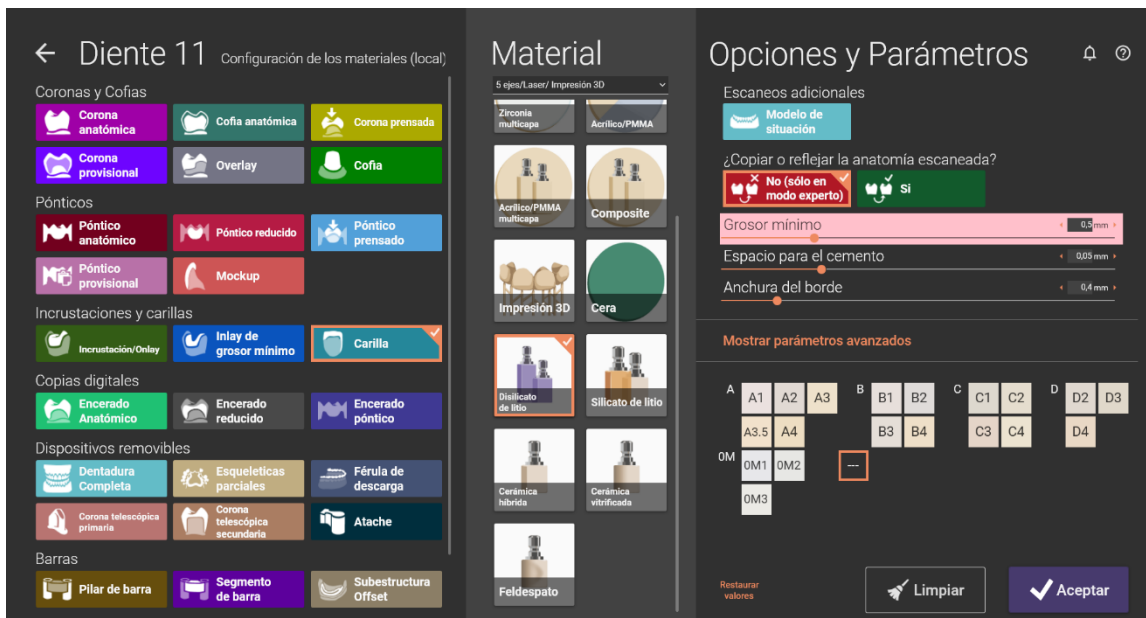 Diente 11 Configuración de los materiales (local)
Coronas y Cofias
Corona
anatómica
Cofia anatómica
Corona prensada
Corona
provisional
Overlay
Cofia
Pónticos
Póntico
anatómico
Póntico reducido
Póntico
prensado
Póntico
provisional
Mockup
Incrustaciones y carillas
Incrustación/Onlay
Inlay de
grosor mínimo
Carilla
Copias digitales
Encerado
Anatómico
Encerado
reducido
Encerado
póntico
Dispositivos removibles
Dentadura
Completa
Esqueleticas
parciales
Férula de
descarga
Corona telescópica
primaria
Corona
telescópica
secundaria
Atache
Barras
Pilar de barra
Segmento
de barra
Subestructura
Offset
Material
5 ejes/Laser/ Impresión 3D
Zirconia
multicapa
Acrílico/PMMA
Acrílico/PMMA
multicapa
Composite
Impresión 3D
Cera
Disilicato
de litio
Silicato de litio
Cerámica
híbrida
Cerámica
vitrificada
Feldespato
Opciones y Parámetros
Escaneos adicionales
Modelo de
situación
¿Copiar o reflejar la anatomía escaneada?
No (sólo en
modo experto)
Si
Grosor mínimo 0,5 mm
Espacio para el cemento 0,05 mm
Anchura del borde 0,4 mm
Mostrar parámetros avanzados
A A1 A2 A3 B B1 B2 C C1 C2 D D2 D3
A3.5 A4 B3 B4 C3 C4 D4
0M 0M1 0M2 ---
0M3
Restaurar
valores
Limpiar
Aceptar